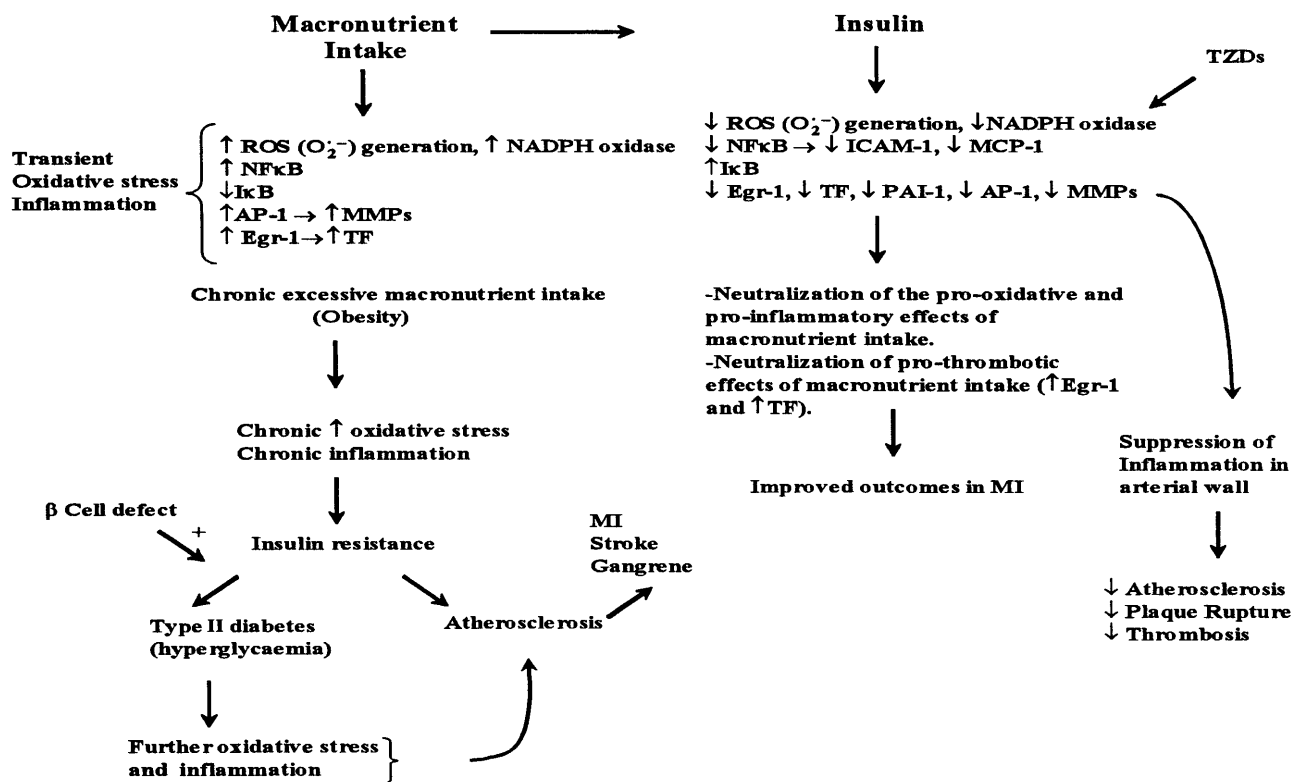 Macronutrient
Intake
Insulin
TZDs
Transient
Oxidative stress
Inflammation
↑ ROS (O₂·⁻) generation, ↑ NADPH oxidase
↑ NFκB
↓IκB
↑AP-1 → ↑MMPs
↑ Egr-1→↑TF
↓ ROS (O₂·⁻) generation, ↓NADPH oxidase
↓ NFκB → ↓ ICAM-1, ↓ MCP-1
↑IκB
↓ Egr-1, ↓ TF, ↓ PAI-1, ↓ AP-1, ↓ MMPs
Chronic excessive macronutrient intake
(Obesity)
-Neutralization of the pro-oxidative and
pro-inflammatory effects of
macronutrient intake.
-Neutralization of pro-thrombotic
effects of macronutrient intake (↑Egr-1
and ↑TF).
Chronic ↑ oxidative stress
Chronic inflammation
Suppression of
Inflammation in
arterial wall
Improved outcomes in MI
β Cell defect
+
Insulin resistance
MI
Stroke
Gangrene
Type II diabetes
(hyperglycaemia)
Atherosclerosis
↓ Atherosclerosis
↓ Plaque Rupture
↓ Thrombosis
Further oxidative stress
and inflammation